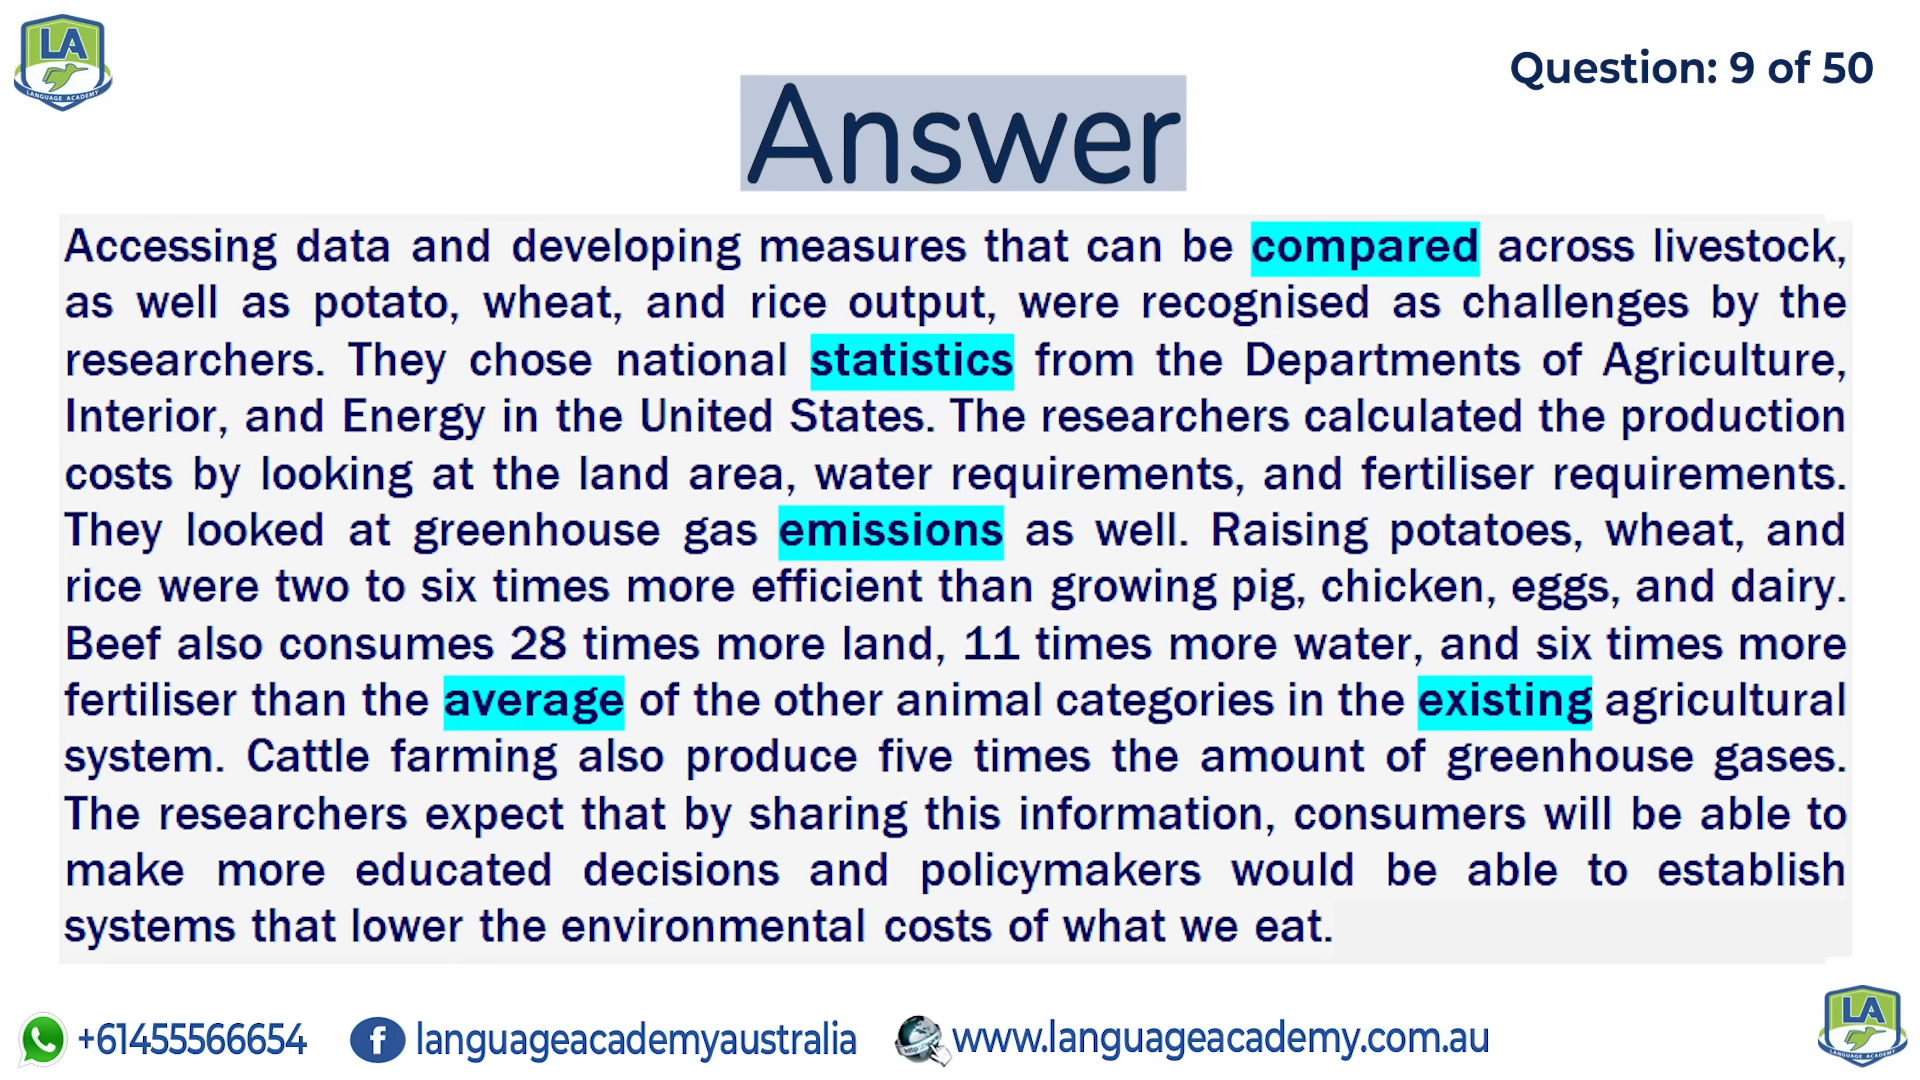 LA
LANGUAGE ACADEMY
Question: 9 of 50
Answer
Accessing data and developing measures that can be compared across livestock,
as well as potato, wheat, and rice output, were recognised as challenges by the
researchers. They chose national statistics from the Departments of Agriculture,
Interior, and Energy in the United States. The researchers calculated the production
costs by looking at the land area, water requirements, and fertiliser requirements.
They looked at greenhouse gas emissions as well. Raising potatoes, wheat, and
rice were two to six times more efficient than growing pig, chicken, eggs, and dairy.
Beef also consumes 28 times more land, 11 times more water, and six times more
fertiliser than the average of the other animal categories in the existing agricultural
system. Cattle farming also produce five times the amount of greenhouse gases.
The researchers expect that by sharing this information, consumers will be able to
make more educated decisions and policymakers would be able to establish
systems that lower the environmental costs of what we eat.
+61455566654
languageacademyaustralia
http://
www.languageacademy.com.au
LA
LANGUAGE ACADEMY